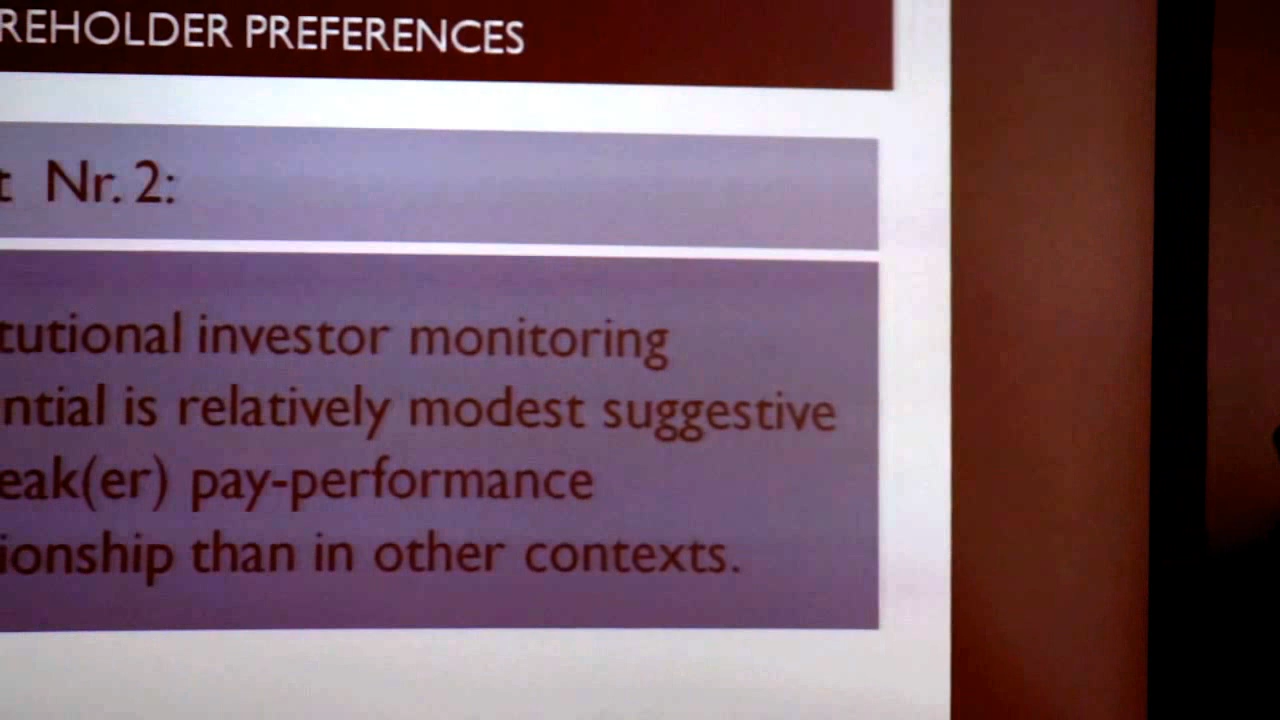 REHOLDER PREFERENCES
t Nr. 2:
tutional investor monitoring
ntial is relatively modest suggestive
eak(er) pay-performance
ionship than in other contexts.